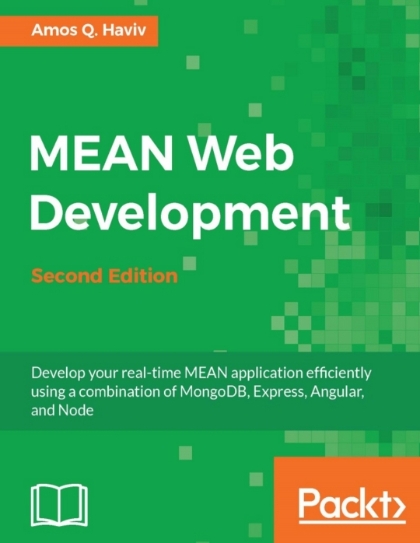 Amos Q. Haviv
MEAN Web
Development
Second Edition
Develop your real-time MEAN application efficiently
using a combination of MongoDB, Express, Angular,
and Node
Packt>